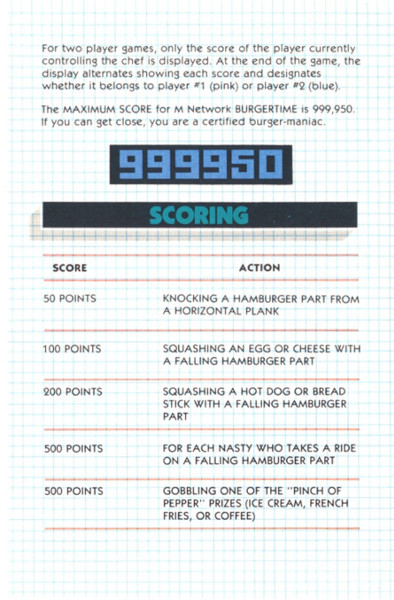 For two player games, only the score of the player currently
controlling the chef is displayed. At the end of the game, the
display alternates showing each score and designates
whether it belongs to player #1 (pink) or player #2 (blue).
The MAXIMUM SCORE for M Network BURGERTIME is 999,950.
If you can get close, you are a certified burger-maniac.
999950
SCORING
SCORE ACTION
50 POINTS KNOCKING A HAMBURGER PART FROM
A HORIZONTAL PLANK
100 POINTS SQUASHING AN EGG OR CHEESE WITH
A FALLING HAMBURGER PART
200 POINTS SQUASHING A HOT DOG OR BREAD
STICK WITH A FALLING HAMBURGER
PART
500 POINTS FOR EACH NASTY WHO TAKES A RIDE
ON A FALLING HAMBURGER PART
500 POINTS GOBBLING ONE OF THE "PINCH OF
PEPPER" PRIZES (ICE CREAM, FRENCH
FRIES, OR COFFEE)